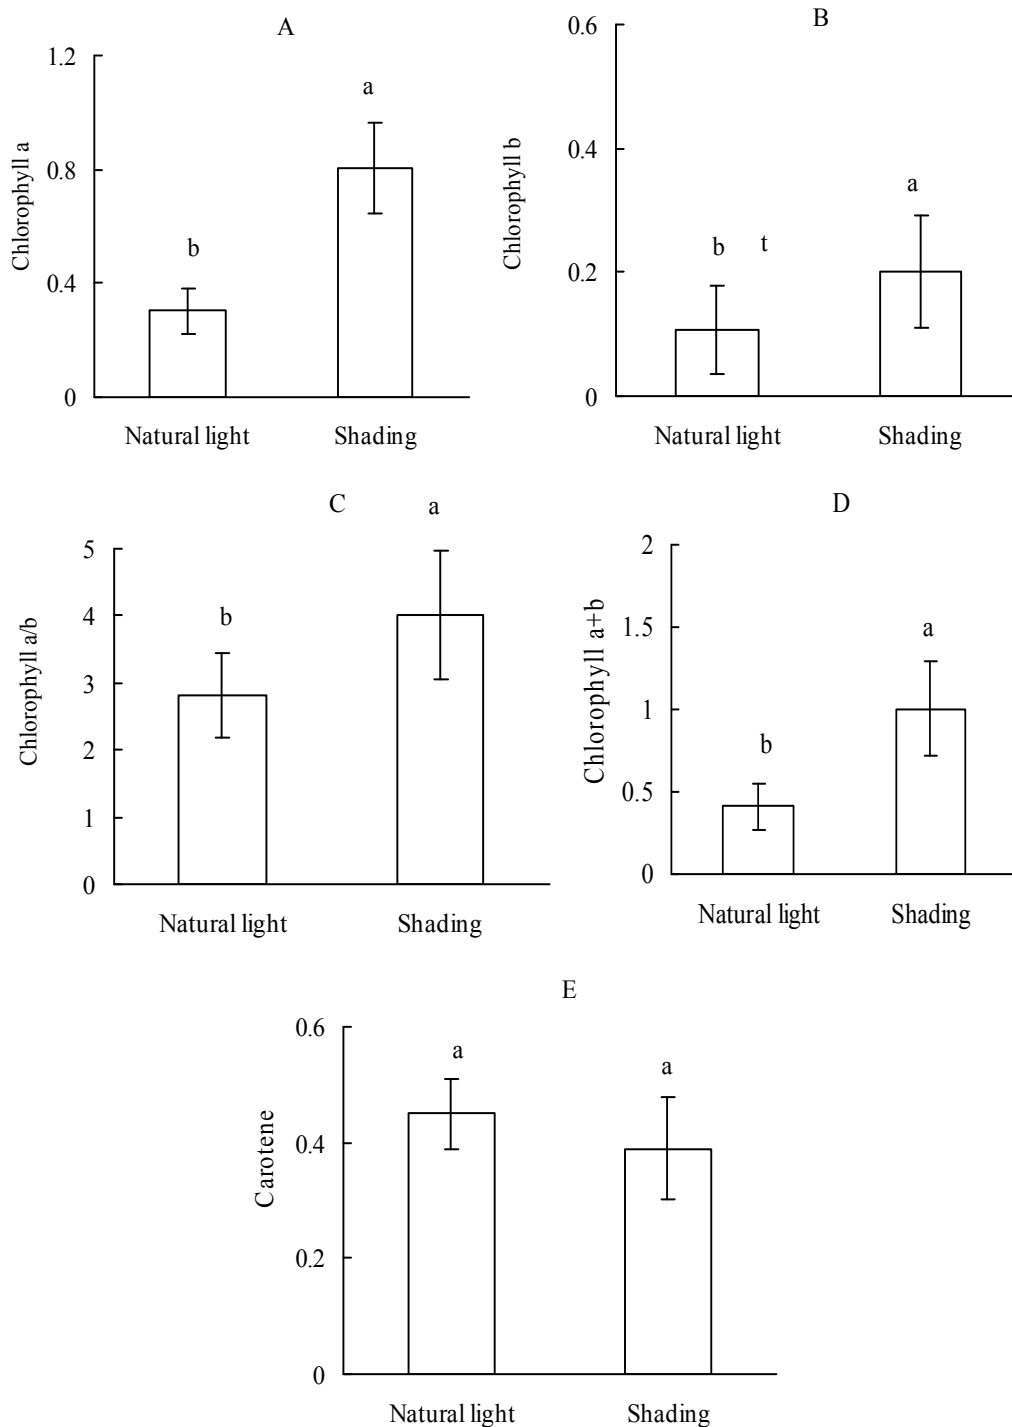 A
Chlorophyll a
1.2
0.8
0.4
0
b
a
Natural light
Shading
B
Chlorophyll b
0.6
0.4
0.2
0
b
t
a
Natural light
Shading
C
Chlorophyll a/b
5
4
3
2
1
0
b
a
Natural light
Shading
D
Chlorophyll a+b
2
1.5
1
0.5
0
b
a
Natural light
Shading
E
Carotene
0.6
0.4
0.2
0
a
a
Natural light
Shading